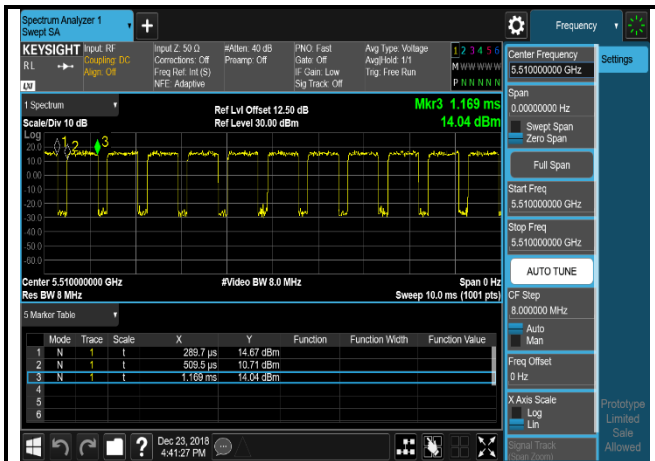 Spectrum Analyzer 1
Swept SA
+
Frequency
KEYSIGHT Input: RF
RL
Coupling: DC
Align: Off
LXI
Input Z: 50 Ω
Corrections: Off
Freq Ref: Int (S)
NFE: Adaptive
#Atten: 40 dB
Preamp: Off
PNO: Fast
Gate: Off
IF Gain: Low
Sig Track: Off
Avg Type: Voltage
Avg|Hold: 1/1
Trig: Free Run
1 2 3 4 5 6
M W W W W W
P N N N N N
1 Spectrum
Scale/Div 10 dB
Ref Lvl Offset 12.50 dB
Ref Level 30.00 dBm
Mkr3 1.169 ms
14.04 dBm
Log
20.0
10.0
0.00
-10.0
-20.0
-30.0
-40.0
-50.0
-60.0
1
2
3
Center 5.510000000 GHz
Res BW 8 MHz
#Video BW 8.0 MHz
Span 0 Hz
Sweep 10.0 ms (1001 pts)
5 Marker Table
Mode Trace Scale X Y Function Function Width Function Value
1 N 1 t 289.7 µs 14.67 dBm
2 N 1 t 509.5 µs 10.71 dBm
3 N 1 t 1.169 ms 14.04 dBm
4
5
6
Dec 23, 2018
4:41:27 PM
?
Center Frequency
5.510000000 GHz
Span
0.00000000 Hz
Swept Span
Zero Span
Full Span
Start Freq
5.510000000 GHz
Stop Freq
5.510000000 GHz
AUTO TUNE
CF Step
8.000000 MHz
Auto
Man
Freq Offset
0 Hz
X Axis Scale
Log
Lin
Signal Track
(Span Zoom)
Settings
Prototype
Limited
Sale
Allowed